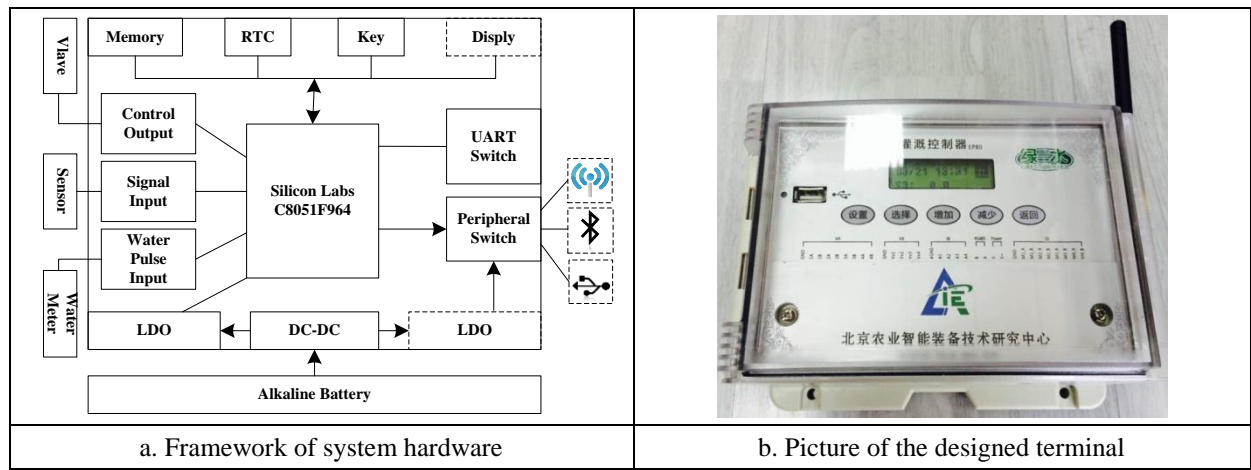 Vlave
Memory
RTC
Key
Disply
Control
Output
UART
Switch
Sensor
Signal
Input
Silicon Labs
C8051F964
Peripheral
Switch
Water
Pulse
Input
Water
Meter
LDO
DC-DC
LDO
Alkaline Battery
a. Framework of system hardware
灌溉控制器
设置
选择
增加
减少
返回
北京农业智能装备技术研究中心
b. Picture of the designed terminal